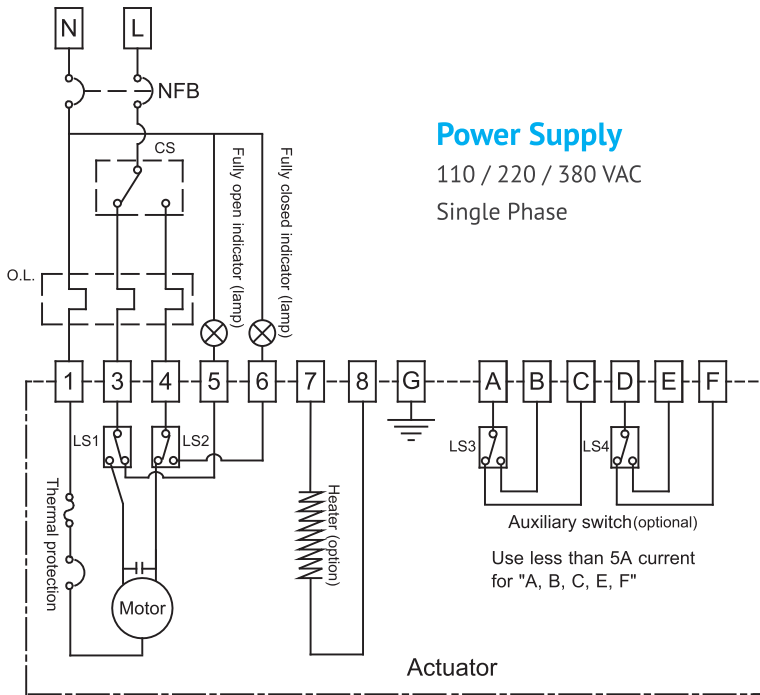 N L
NFB
CS
Power Supply
110 / 220 / 380 VAC
Single Phase
Fully open indicator (lamp)
Fully closed indicator (lamp)
O.L.
1 3 4 5 6 7 8 G A B C D E F
LS1 LS2 LS3 LS4
Thermal protection
Heater (option)
Auxiliary switch(optional)
Use less than 5A current
for "A, B, C, E, F"
Motor
Actuator